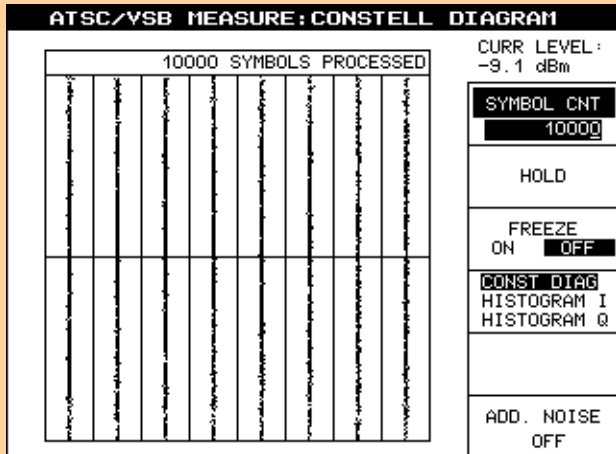 ATSC/VSB MEASURE:CONSTELL DIAGRAM
10000 SYMBOLS PROCESSED
CURR LEVEL:
-9.1 dBm
SYMBOL CNT
10000
HOLD
FREEZE
ON OFF
CONST DIAG
HISTOGRAM I
HISTOGRAM Q
ADD. NOISE
OFF